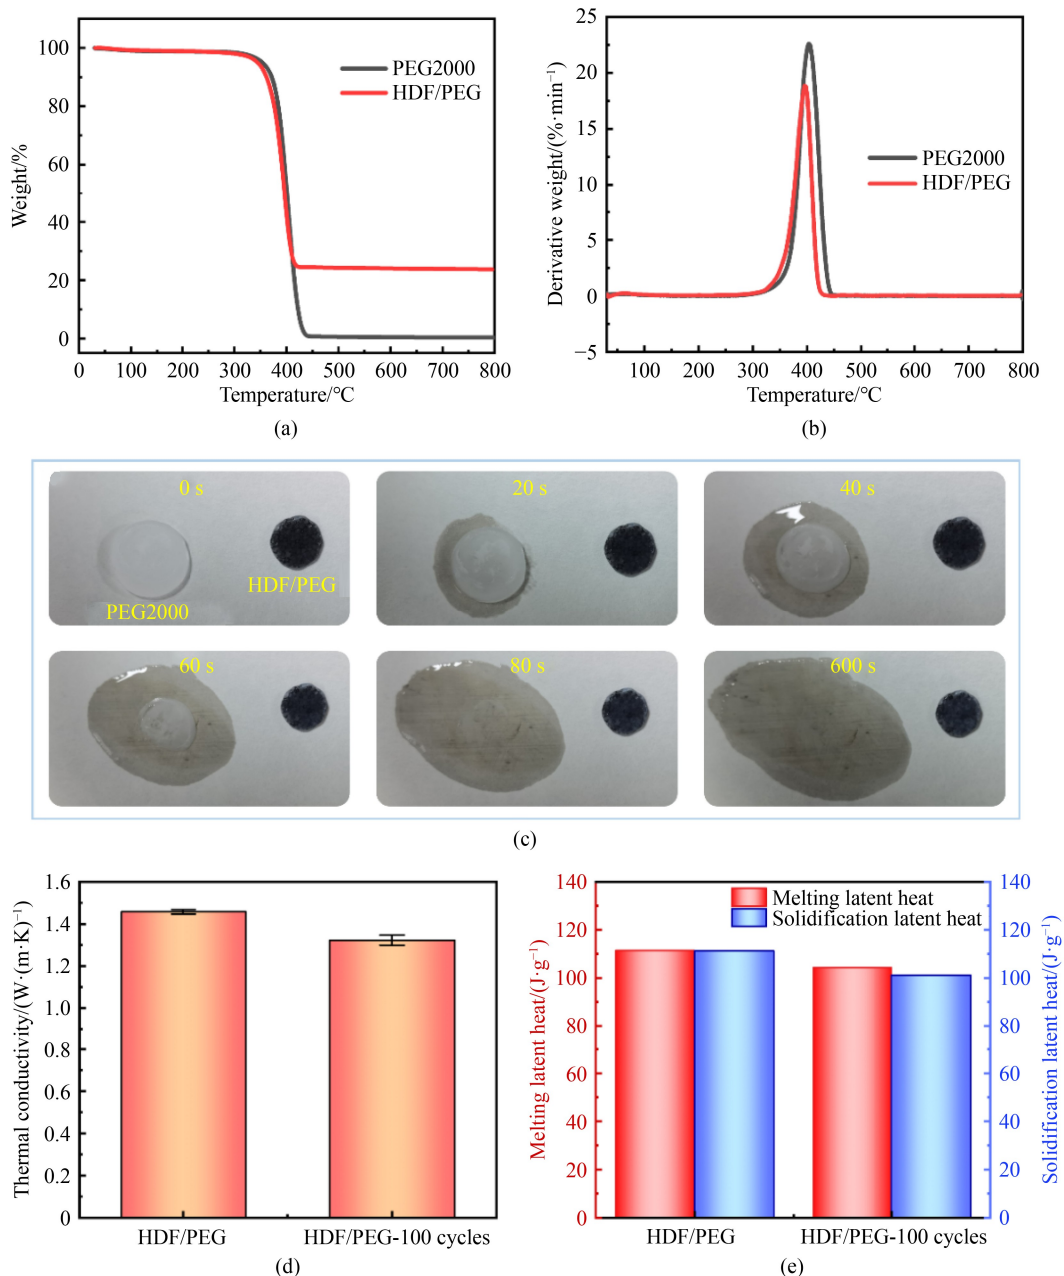 100
80
60
40
20
0
Weight/%
PEG2000
HDF/PEG
0 100 200 300 400 500 600 700 800
Temperature/°C
(a)
25
20
15
10
5
0
−5
Derivative weight/(%·min⁻¹)
PEG2000
HDF/PEG
100 200 300 400 500 600 700 800
Temperature/°C
(b)
0 s
PEG2000
HDF/PEG
20 s
40 s
60 s
80 s
600 s
(c)
1.6
1.4
1.2
1.0
0.8
0.6
0.4
0.2
0
Thermal conductivity/(W·(m·K)⁻¹)
HDF/PEG HDF/PEG-100 cycles
(d)
140
120
100
80
60
40
20
0
Melting latent heat/(J·g⁻¹)
Melting latent heat
Solidification latent heat
140
120
100
80
60
40
20
0
Solidification latent heat/(J·g⁻¹)
HDF/PEG HDF/PEG-100 cycles
(e)